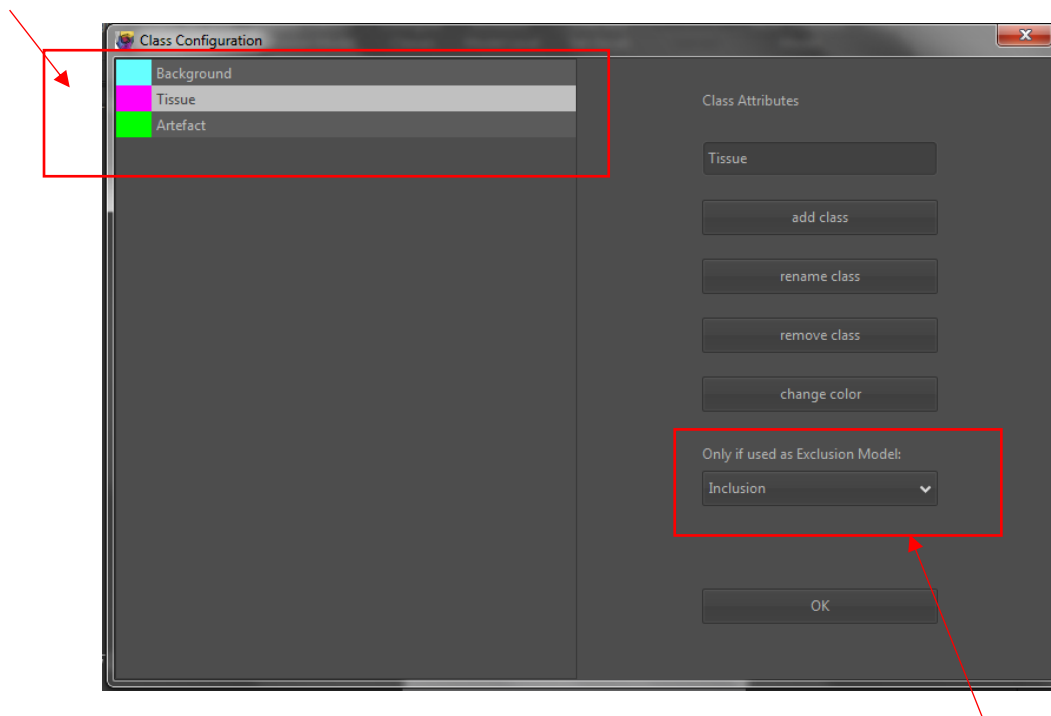 Class Configuration
Background
Tissue
Artefact
Class Attributes
Tissue
add class
rename class
remove class
change color
Only if used as Exclusion Model:
Inclusion
OK